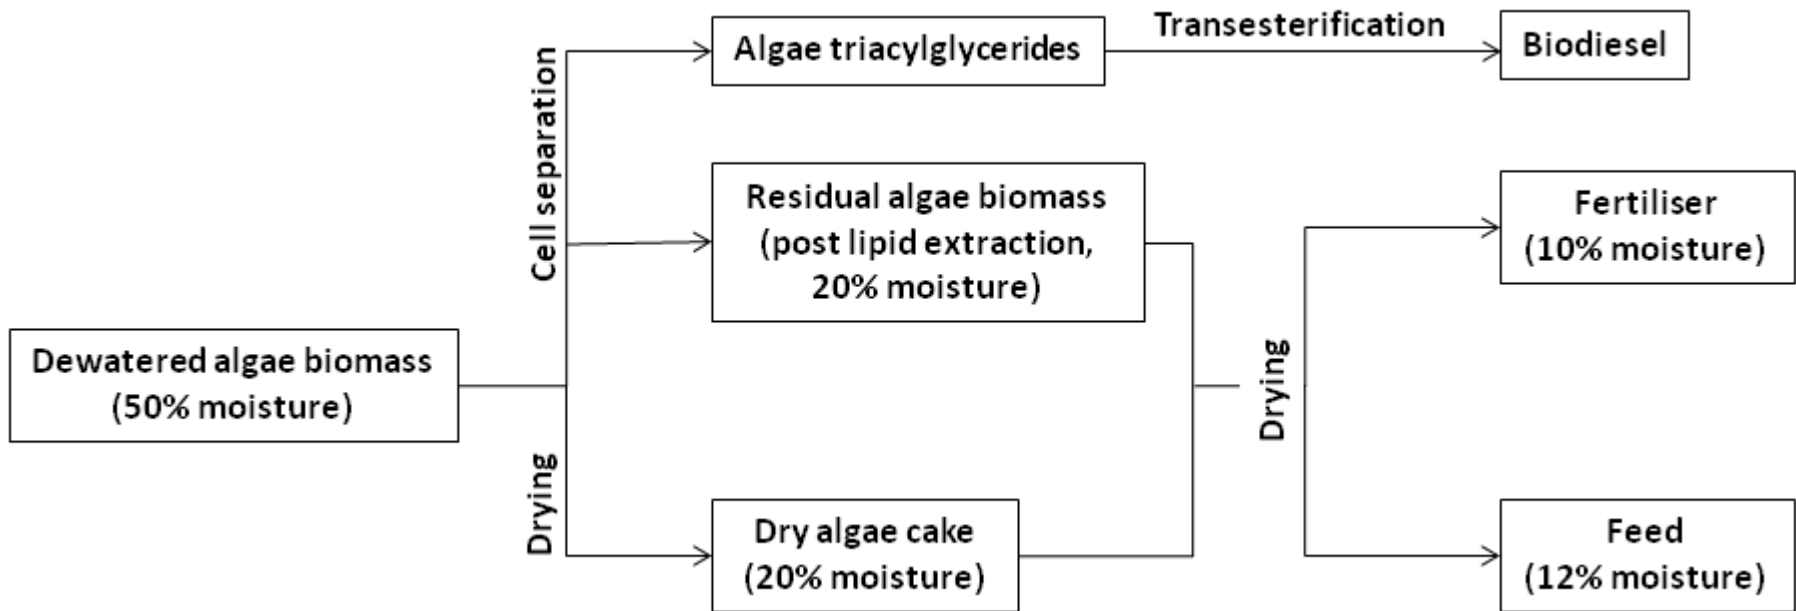 Transesterification
Algae triacylglycerides
Biodiesel
Cell separation
Residual algae biomass
(post lipid extraction,
20% moisture)
Fertiliser
(10% moisture)
Dewatered algae biomass
(50% moisture)
Drying
Drying
Dry algae cake
(20% moisture)
Feed
(12% moisture)